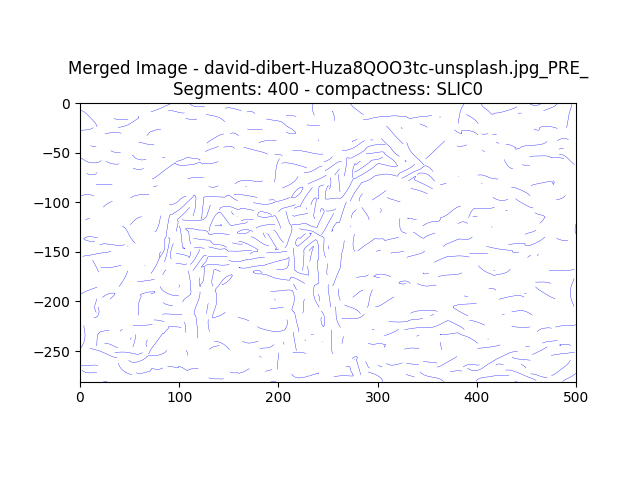 Merged Image - david-dibert-Huza8QOO3tc-unsplash.jpg_PRE_
Segments: 400 - compactness: SLIC0
0
−50
−100
−150
−200
−250
0 100 200 300 400 500